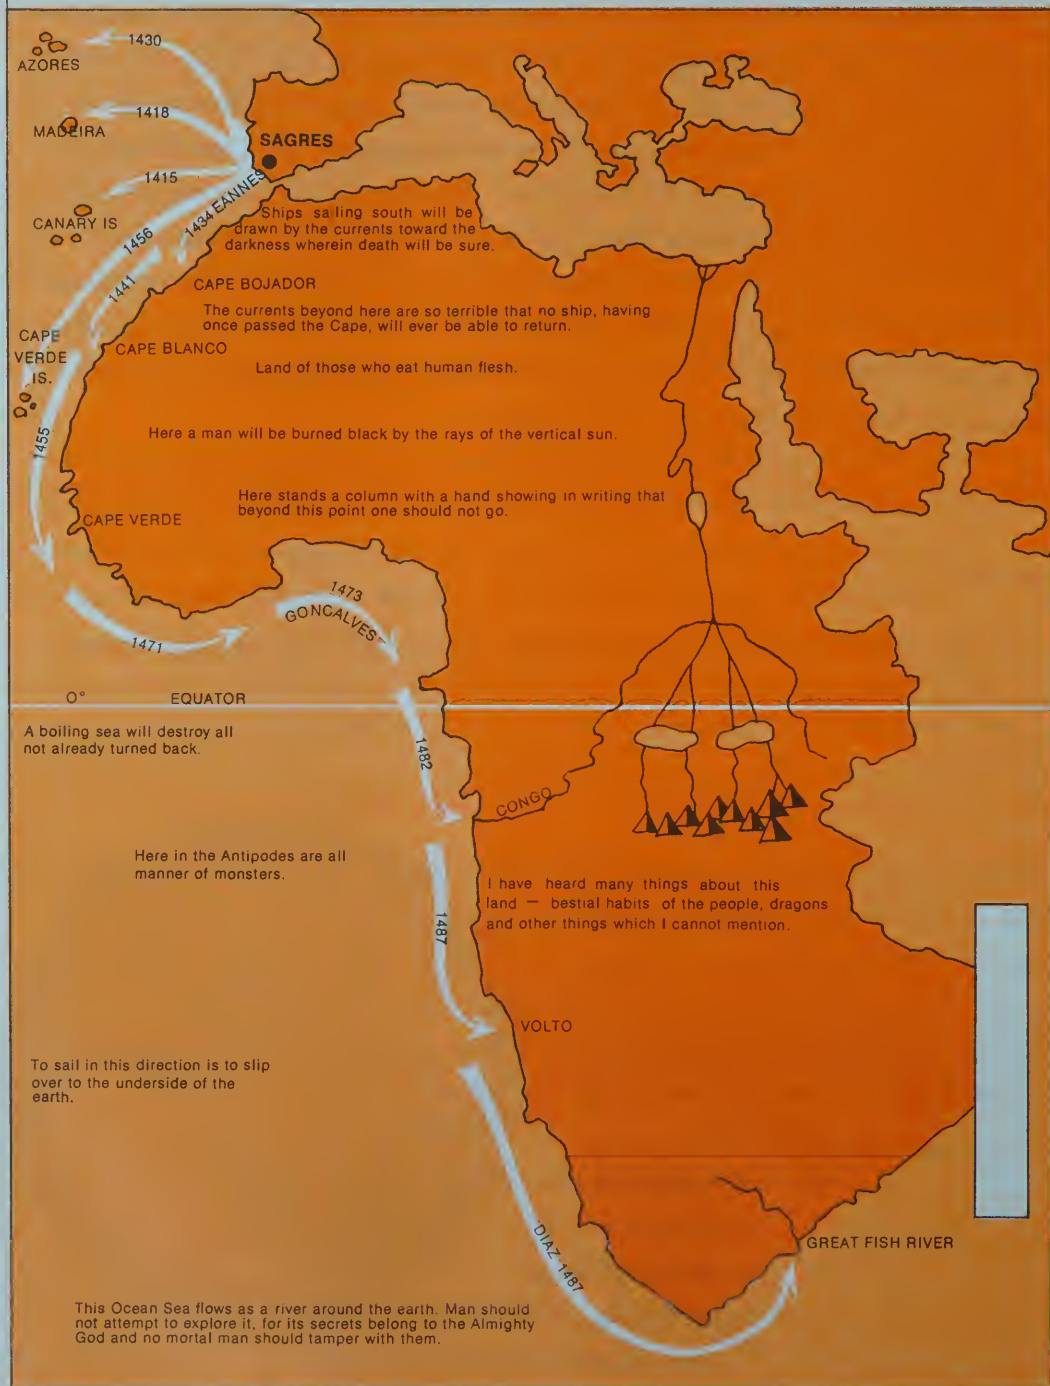 1430
AZORES
1418
MADEIRA
SAGRES
1415
1434 EANNES
CANARY IS
1456
Ships sailing south will be
drawn by the currents toward the
darkness wherein death will be sure.
1441
CAPE BOJADOR
The currents beyond here are so terrible that no ship, having
once passed the Cape, will ever be able to return.
CAPE
VERDE
IS.
CAPE BLANCO
Land of those who eat human flesh.
1455
Here a man will be burned black by the rays of the vertical sun.
Here stands a column with a hand showing in writing that
beyond this point one should not go.
CAPE VERDE
1473
GONCALVES
1471
0° EQUATOR
A boiling sea will destroy all
not already turned back.
1482
CONGO
Here in the Antipodes are all
manner of monsters.
I have heard many things about this
land — bestial habits of the people, dragons
and other things which I cannot mention.
1487
VOLTO
To sail in this direction is to slip
over to the underside of the
earth.
DIAZ 1487
GREAT FISH RIVER
This Ocean Sea flows as a river around the earth. Man should
not attempt to explore it, for its secrets belong to the Almighty
God and no mortal man should tamper with them.